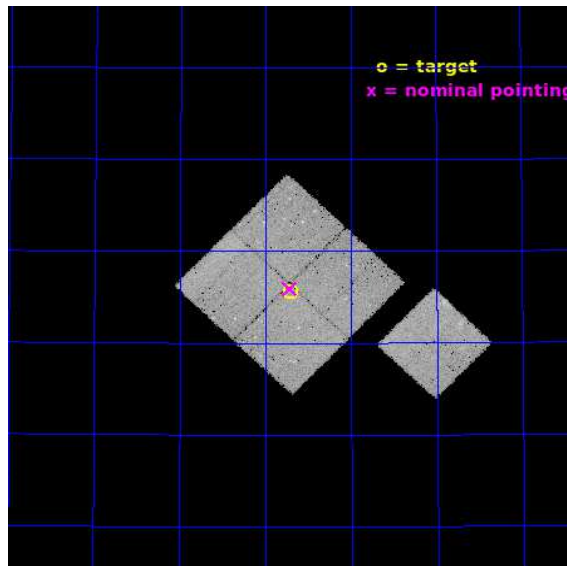 o = target
x = nominal pointing